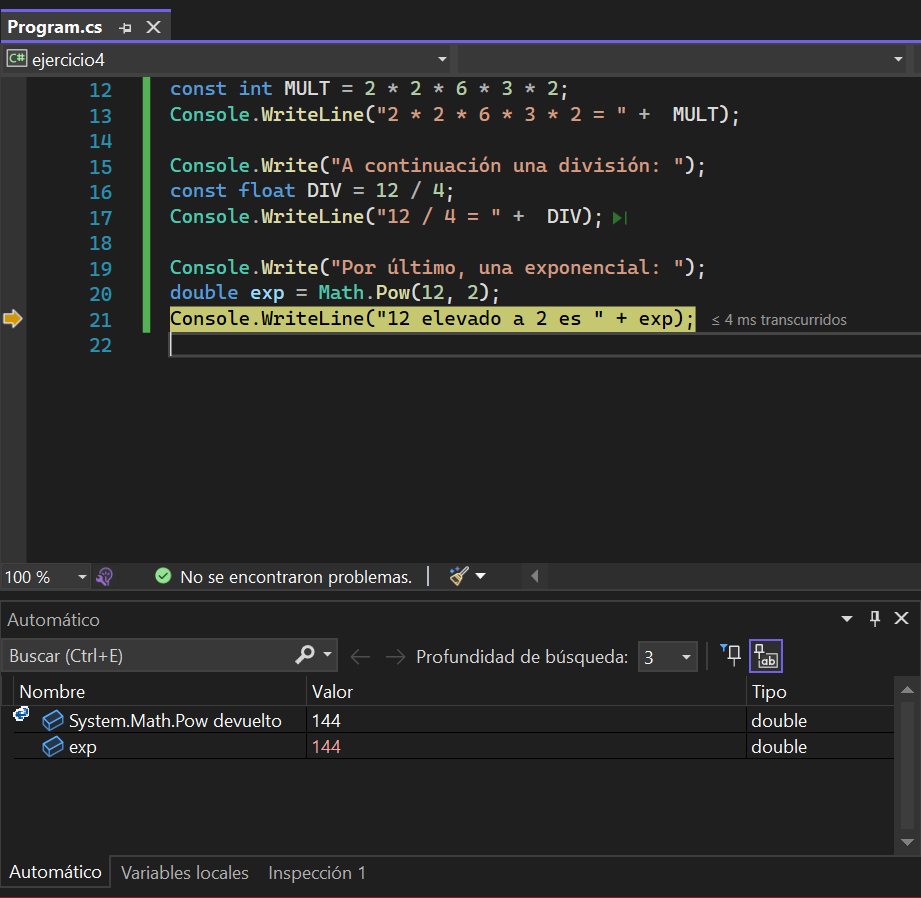 Program.cs
C# ejercicio4
12 const int MULT = 2 * 2 * 6 * 3 * 2;
13 Console.WriteLine("2 * 2 * 6 * 3 * 2 = " +  MULT);
14
15 Console.Write("A continuación una división: ");
16 const float DIV = 12 / 4;
17 Console.WriteLine("12 / 4 = " +  DIV);
18
19 Console.Write("Por último, una exponencial: ");
20 double exp = Math.Pow(12, 2);
21 Console.WriteLine("12 elevado a 2 es " + exp); ≤ 4 ms transcurridos
22
100 % No se encontraron problemas.
Automático
Buscar (Ctrl+E) Profundidad de búsqueda: 3 ab
Nombre Valor Tipo
System.Math.Pow devuelto 144 double
exp 144 double
Automático Variables locales Inspección 1